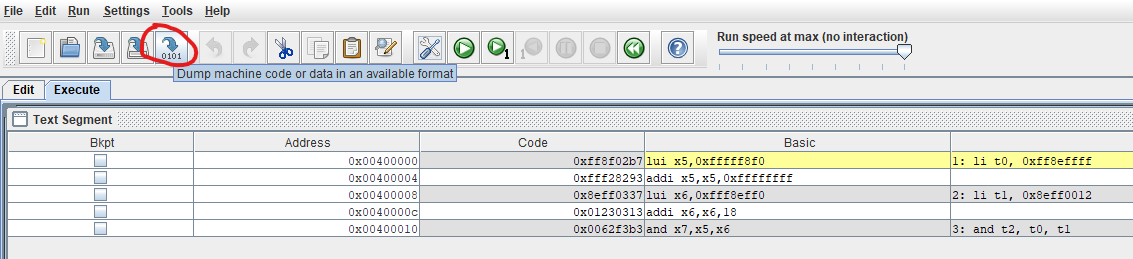 File Edit Run Settings Tools Help
Run speed at max (no interaction)
0101 1 1
Dump machine code or data in an available format
Edit Execute
Text Segment
Bkpt Address Code Basic
0x00400000 0xff8f02b7 lui x5,0xfffff8f0 1: li t0, 0xff8effff
0x00400004 0xfff28293 addi x5,x5,0xffffffff
0x00400008 0x8eff0337 lui x6,0xfff8eff0 2: li t1, 0x8eff0012
0x0040000c 0x01230313 addi x6,x6,18
0x00400010 0x0062f3b3 and x7,x5,x6 3: and t2, t0, t1